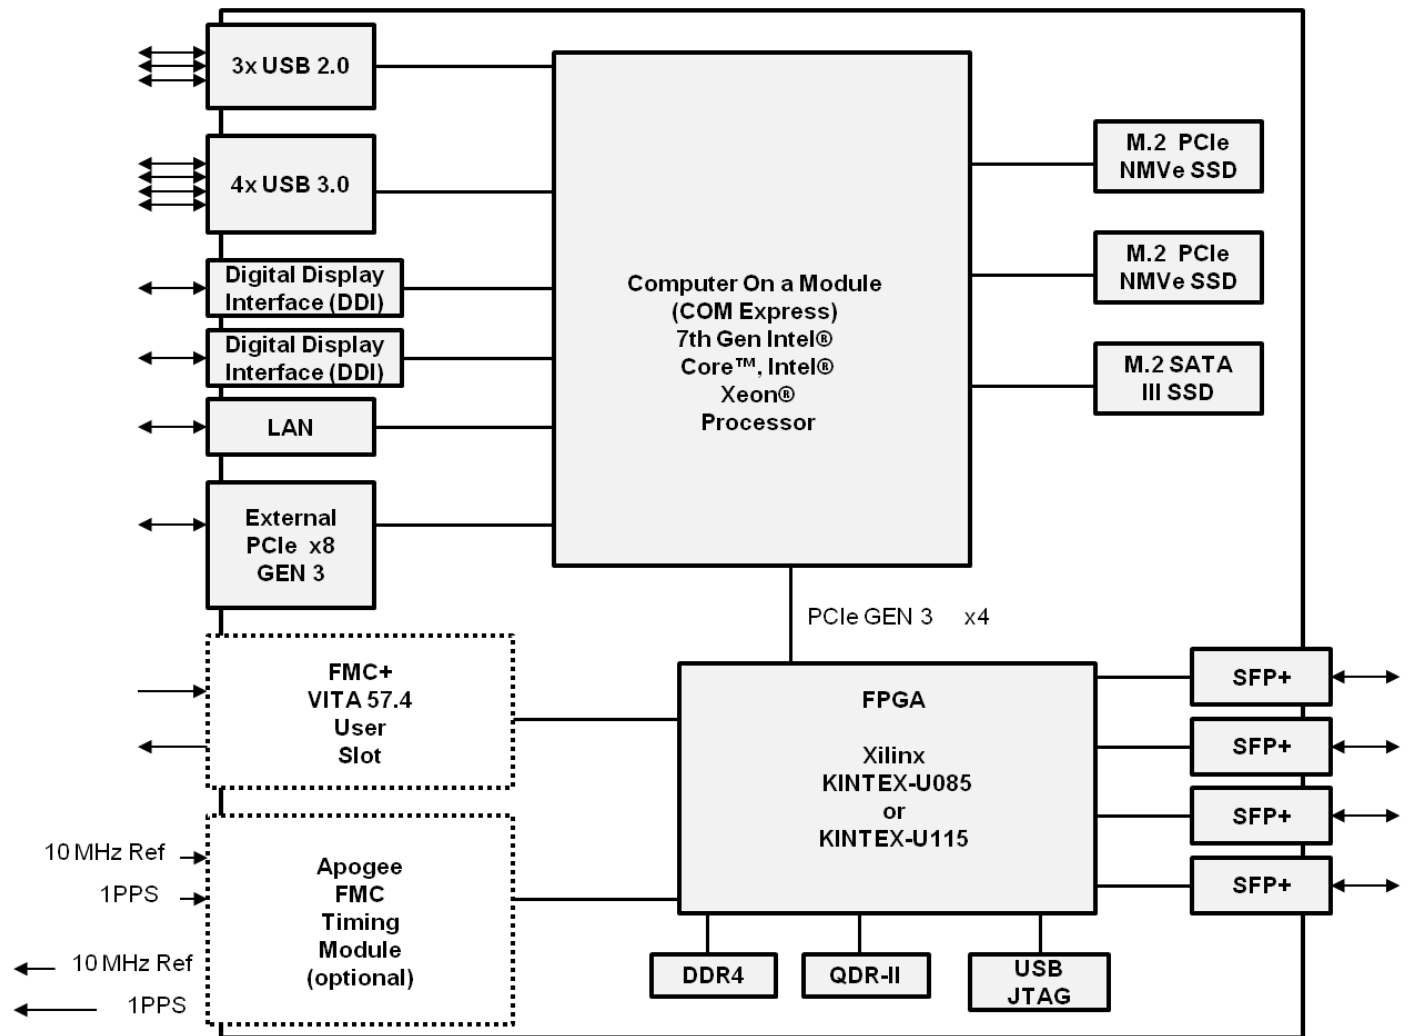 3x USB 2.0
4x USB 3.0
Digital Display
Interface (DDI)
Digital Display
Interface (DDI)
LAN
External
PCIe x8
GEN 3
Computer On a Module
(COM Express)
7th Gen Intel®
Core™, Intel®
Xeon®
Processor
M.2 PCIe
NMVe SSD
M.2 PCIe
NMVe SSD
M.2 SATA
III SSD
PCIe GEN 3 x4
FMC+
VITA 57.4
User
Slot
FPGA
Xilinx
KINTEX-U085
or
KINTEX-U115
SFP+
SFP+
SFP+
SFP+
10 MHz Ref
1PPS
10 MHz Ref
1PPS
Apogee
FMC
Timing
Module
(optional)
DDR4
QDR-II
USB
JTAG